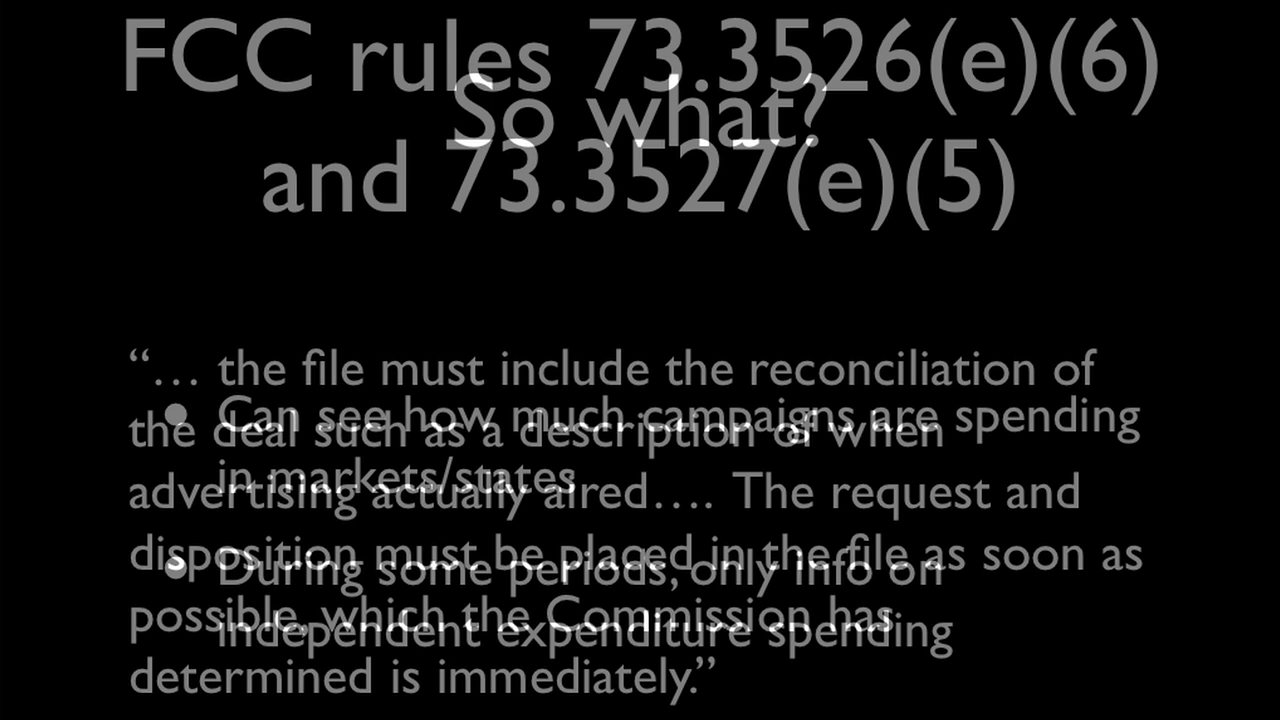 FCC rules 73.3526(e)(6)
So what?
and 73.3527(e)(5)
“… the file must include the reconciliation of
• Can see how much campaigns are spending
the deal such as a description of when
in markets/states
advertising actually aired…. The request and
disposition must be placed in the file as soon as
• During some periods, only info on
possible, which the Commission has
independent expenditure spending
determined is immediately.”